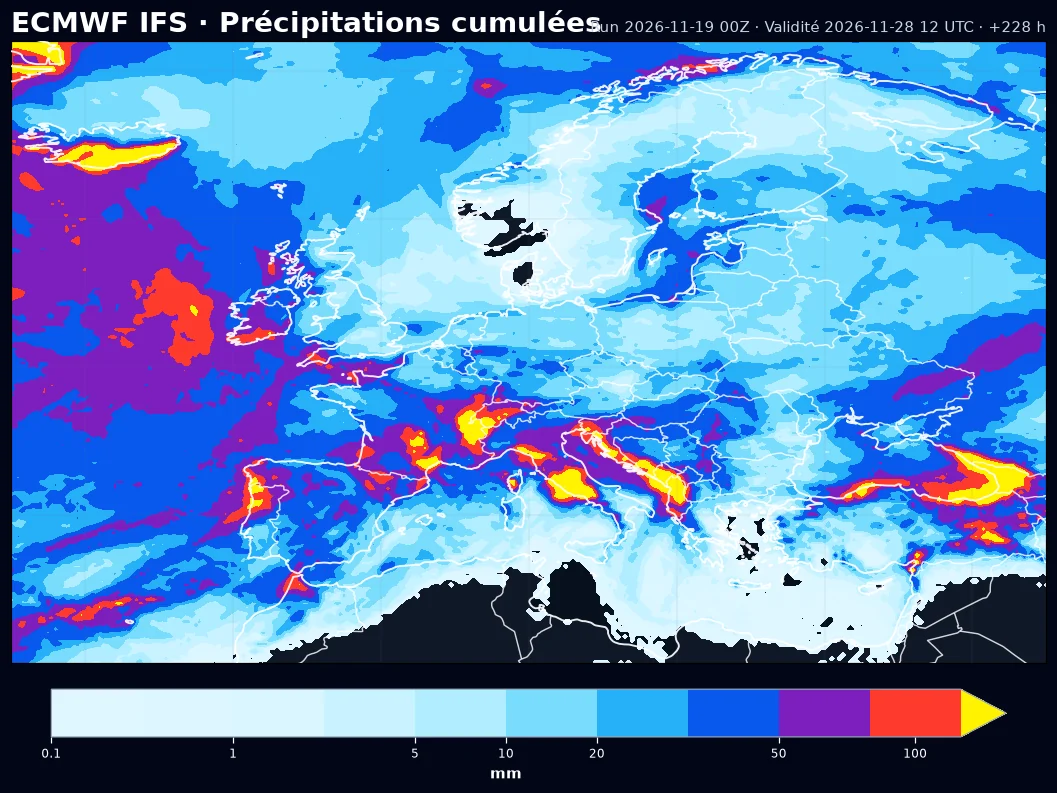 ECMWF IFS · Précipitations cumulées
Run 2026-11-19 00Z · Validité 2026-11-28 12 UTC · +228 h
0.1 1 5 10 20 50 100
mm